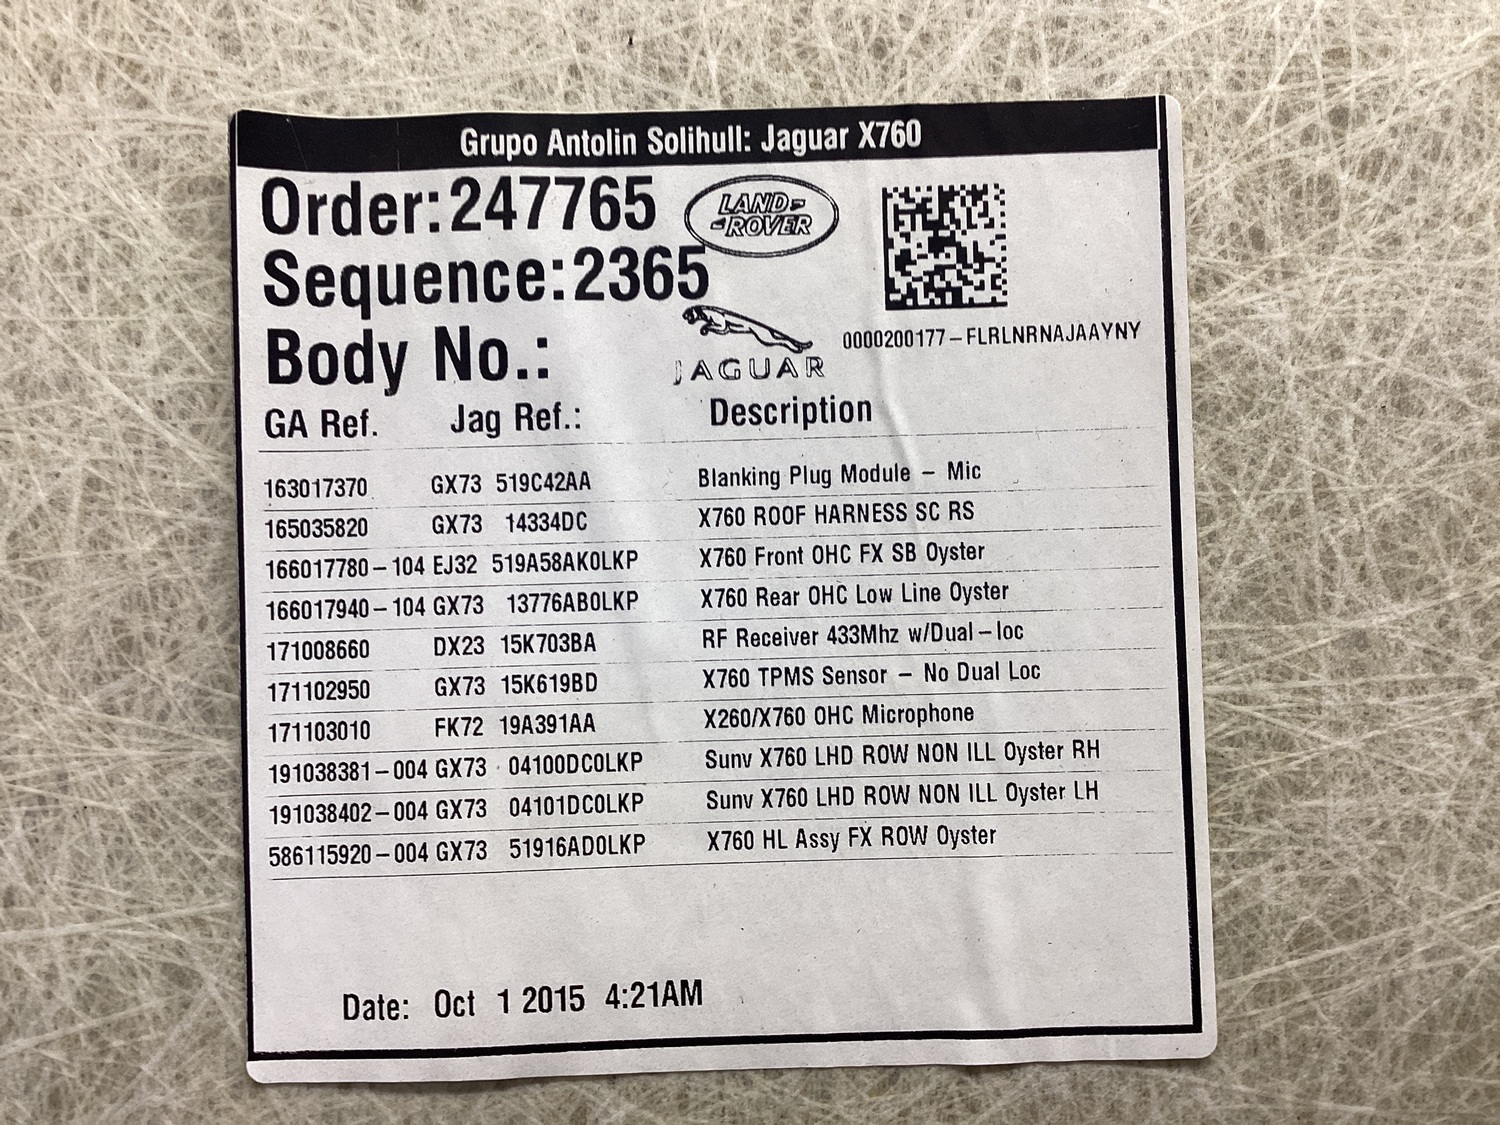 Grupo Antolin Solihull: Jaguar X760
Order:247765
LAND-
-ROVER
Sequence:2365
JAGUAR
0000200177-FLRLNRNAJAAYNY
Body No.:
GA Ref. Jag Ref.: Description
163017370 GX73 519C42AA Blanking Plug Module - Mic
165035820 GX73 14334DC X760 ROOF HARNESS SC RS
166017780-104 EJ32 519A58AK0LKP X760 Front OHC FX SB Oyster
166017940-104 GX73 13776AB0LKP X760 Rear OHC Low Line Oyster
171008660 DX23 15K703BA RF Receiver 433Mhz w/Dual-loc
171102950 GX73 15K619BD X760 TPMS Sensor - No Dual Loc
171103010 FK72 19A391AA X260/X760 OHC Microphone
191038381-004 GX73 04100DC0LKP Sunv X760 LHD ROW NON ILL Oyster RH
191038402-004 GX73 04101DC0LKP Sunv X760 LHD ROW NON ILL Oyster LH
586115920-004 GX73 51916AD0LKP X760 HL Assy FX ROW Oyster
Date: Oct 1 2015 4:21AM